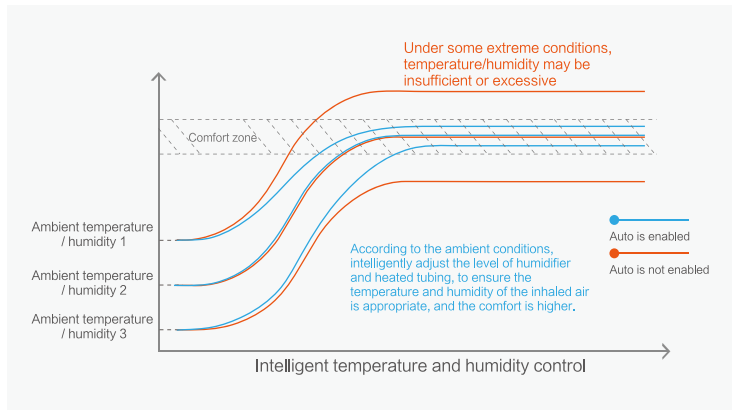 Under some extreme conditions,
temperature/humidity may be
insufficient or excessive
Comfort zone
Ambient temperature
/ humidity 1
Ambient temperature
/ humidity 2
Ambient temperature
/ humidity 3
According to the ambient conditions,
intelligently adjust the level of humidifier
and heated tubing, to ensure the
temperature and humidity of the inhaled air
is appropriate, and the comfort is higher.
Auto is enabled
Auto is not enabled
Intelligent temperature and humidity control